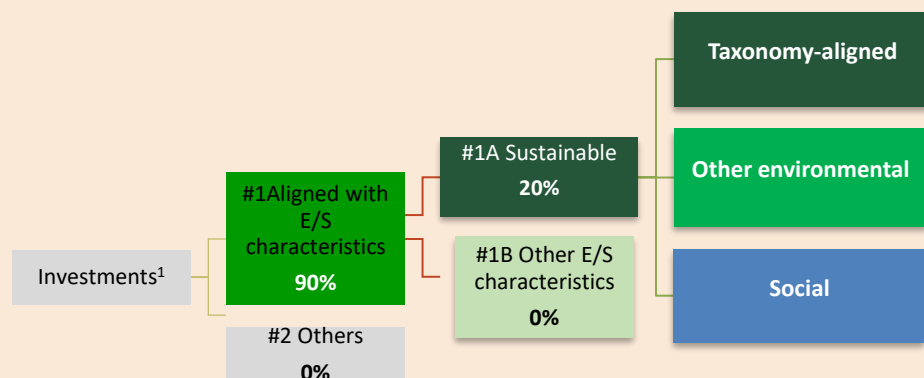 Taxonomy-aligned
#1A Sustainable
20%
Other environmental
#1Aligned with
E/S
characteristics
90%
#1B Other E/S
characteristics
0%
Investments¹
Social
#2 Others
0%